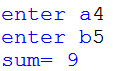 enter a4
enter b5
sum= 9